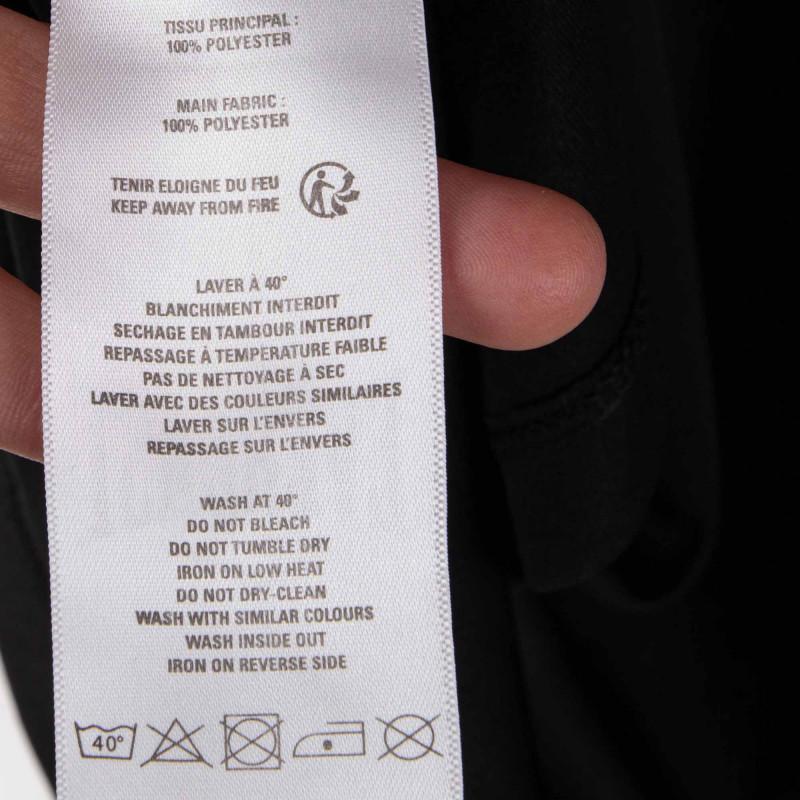 TISSU PRINCIPAL :
100% POLYESTER
MAIN FABRIC :
100% POLYESTER
TENIR ELOIGNE DU FEU
KEEP AWAY FROM FIRE
LAVER À 40°
BLANCHIMENT INTERDIT
SECHAGE EN TAMBOUR INTERDIT
REPASSAGE À TEMPÉRATURE FAIBLE
PAS DE NETTOYAGE À SEC
LAVER AVEC DES COULEURS SIMILAIRES
LAVER SUR L'ENVERS
REPASSAGE SUR L'ENVERS
WASH AT 40°
DO NOT BLEACH
DO NOT TUMBLE DRY
IRON ON LOW HEAT
DO NOT DRY-CLEAN
WASH WITH SIMILAR COLOURS
WASH INSIDE OUT
IRON ON REVERSE SIDE
40°